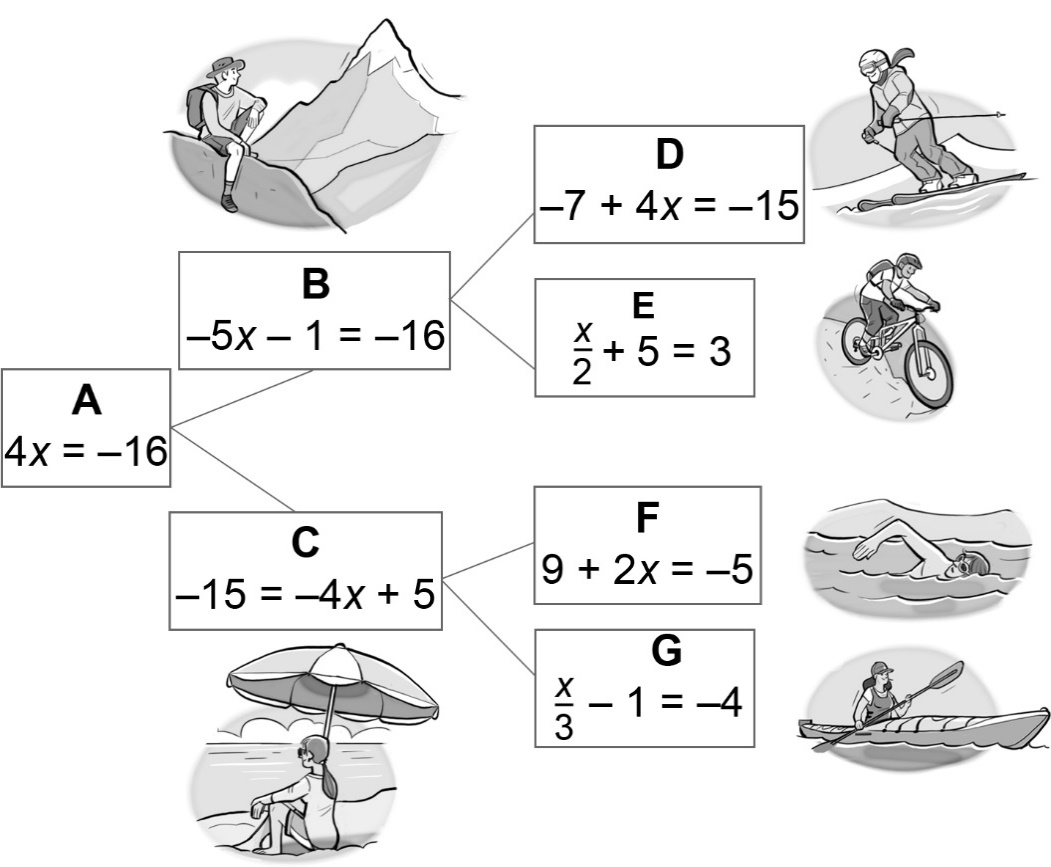 A
4x = –16
B
–5x – 1 = –16
C
–15 = –4x + 5
D
–7 + 4x = –15
E
x/2 + 5 = 3
F
9 + 2x = –5
G
x/3 – 1 = –4